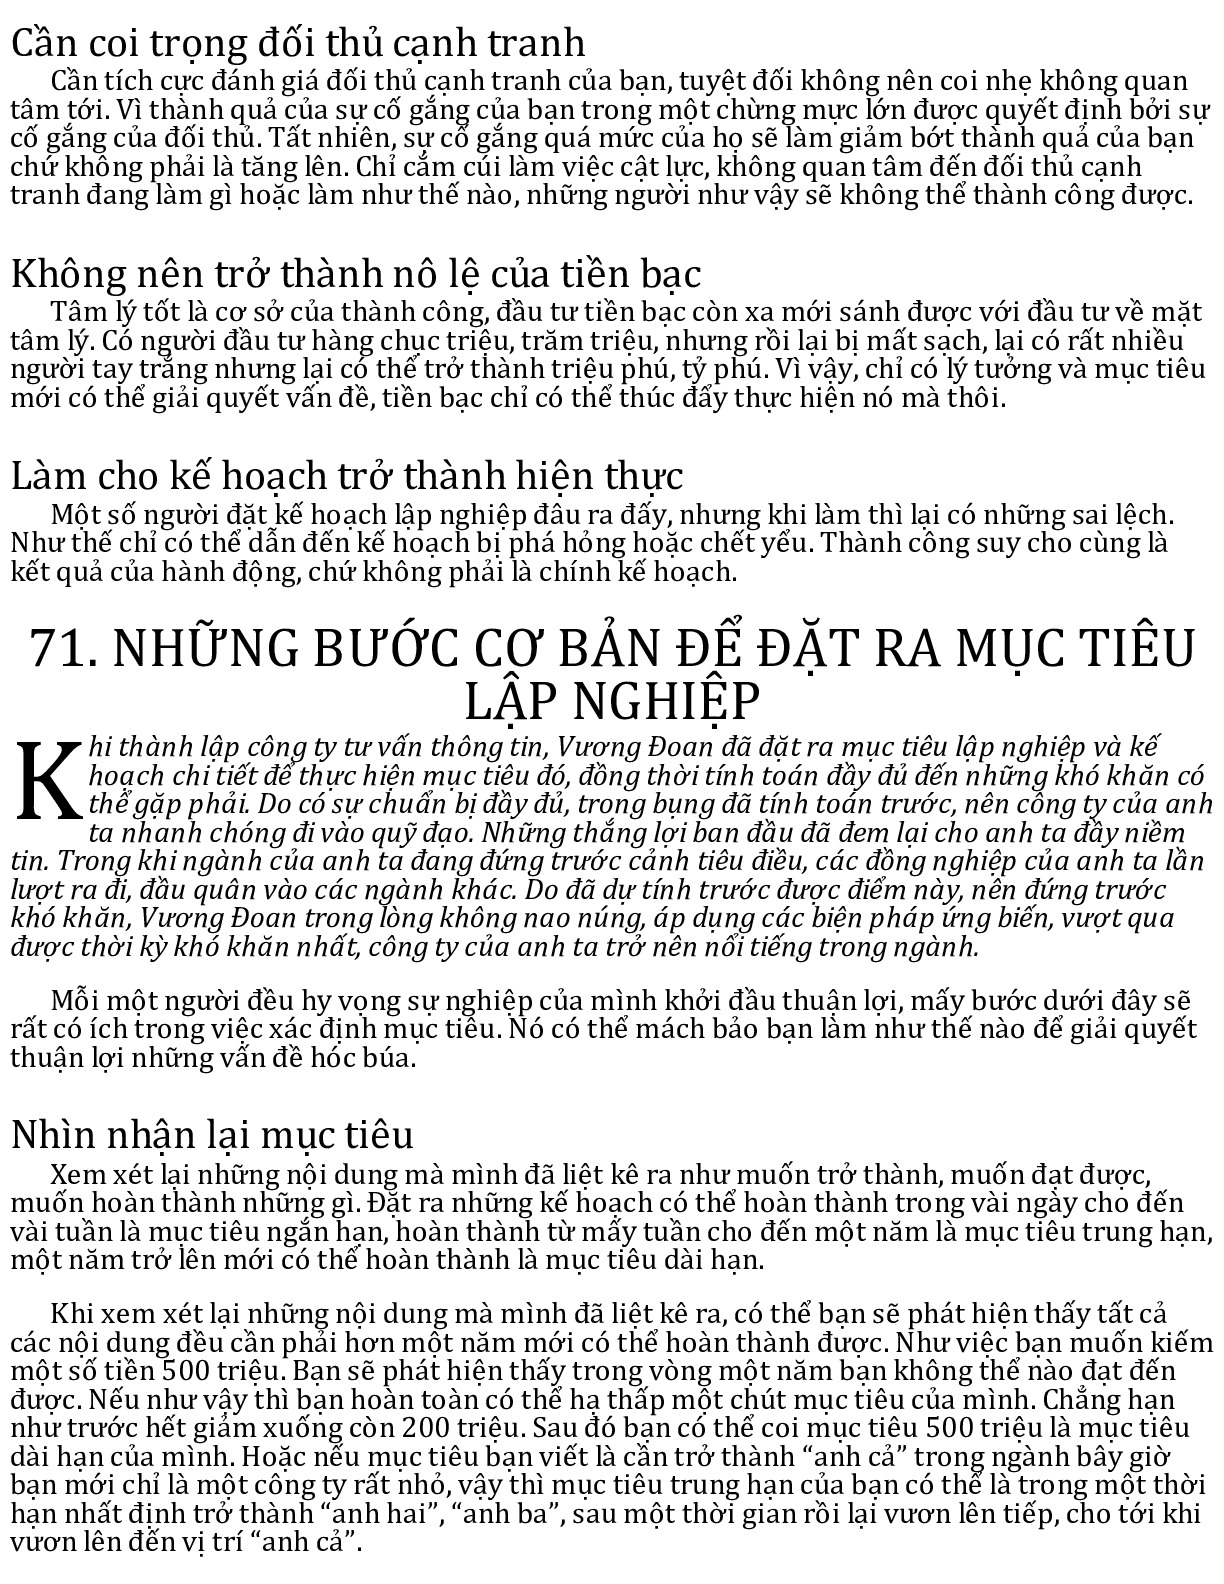 Cần coi trọng đối thủ cạnh tranh
Cần tích cực đánh giá đối thủ cạnh tranh của bạn, tuyệt đối không nên coi nhẹ không quan
tâm tới. Vì thành quả của sự cố gắng của bạn trong một chừng mực lớn được quyết định bởi sự
cố gắng của đối thủ. Tất nhiên, sự cố gắng quá mức của họ sẽ làm giảm bớt thành quả của bạn
chứ không phải là tăng lên. Chỉ cắm cúi làm việc cật lực, không quan tâm đến đối thủ cạnh
tranh đang làm gì hoặc làm như thế nào, những người như vậy sẽ không thể thành công được.
Không nên trở thành nô lệ của tiền bạc
Tâm lý tốt là cơ sở của thành công, đầu tư tiền bạc còn xa mới sánh được với đầu tư về mặt
tâm lý. Có người đầu tư hàng chục triệu, trăm triệu, nhưng rồi lại bị mất sạch, lại có rất nhiều
người tay trắng nhưng lại có thể trở thành triệu phú, tỷ phú. Vì vậy, chỉ có lý tưởng và mục tiêu
mới có thể giải quyết vấn đề, tiền bạc chỉ có thể thúc đẩy thực hiện nó mà thôi.
Làm cho kế hoạch trở thành hiện thực
Một số người đặt kế hoạch lập nghiệp đâu ra đấy, nhưng khi làm thì lại có những sai lệch.
Như thế chỉ có thể dẫn đến kế hoạch bị phá hỏng hoặc chết yểu. Thành công suy cho cùng là
kết quả của hành động, chứ không phải là chính kế hoạch.
71. NHỮNG BƯỚC CƠ BẢN ĐỂ ĐẶT RA MỤC TIÊU
LẬP NGHIỆP
Khi thành lập công ty tư vấn thông tin, Vương Đoan đã đặt ra mục tiêu lập nghiệp và kế
hoạch chi tiết để thực hiện mục tiêu đó, đồng thời tính toán đầy đủ đến những khó khăn có
thể gặp phải. Do có sự chuẩn bị đầy đủ, trong bụng đã tính toán trước, nên công ty của anh
ta nhanh chóng đi vào quỹ đạo. Những thắng lợi ban đầu đã đem lại cho anh ta đầy niềm
tin. Trong khi ngành của anh ta đang đứng trước cảnh tiêu điều, các đồng nghiệp của anh ta lần
lượt ra đi, đầu quân vào các ngành khác. Do đã dự tính trước được điểm này, nên đứng trước
khó khăn, Vương Đoan trong lòng không nao núng, áp dụng các biện pháp ứng biến, vượt qua
được thời kỳ khó khăn nhất, công ty của anh ta trở nên nổi tiếng trong ngành.
Mỗi một người đều hy vọng sự nghiệp của mình khởi đầu thuận lợi, mấy bước dưới đây sẽ
rất có ích trong việc xác định mục tiêu. Nó có thể mách bảo bạn làm như thế nào để giải quyết
thuận lợi những vấn đề hóc búa.
Nhìn nhận lại mục tiêu
Xem xét lại những nội dung mà mình đã liệt kê ra như muốn trở thành, muốn đạt được,
muốn hoàn thành những gì. Đặt ra những kế hoạch có thể hoàn thành trong vài ngày cho đến
vài tuần là mục tiêu ngắn hạn, hoàn thành từ mấy tuần cho đến một năm là mục tiêu trung hạn,
một năm trở lên mới có thể hoàn thành là mục tiêu dài hạn.
Khi xem xét lại những nội dung mà mình đã liệt kê ra, có thể bạn sẽ phát hiện thấy tất cả
các nội dung đều cần phải hơn một năm mới có thể hoàn thành được. Như việc bạn muốn kiếm
một số tiền 500 triệu. Bạn sẽ phát hiện thấy trong vòng một năm bạn không thể nào đạt đến
được. Nếu như vậy thì bạn hoàn toàn có thể hạ thấp một chút mục tiêu của mình. Chẳng hạn
như trước hết giảm xuống còn 200 triệu. Sau đó bạn có thể coi mục tiêu 500 triệu là mục tiêu
dài hạn của mình. Hoặc nếu mục tiêu bạn viết là cần trở thành “anh cả” trong ngành bây giờ
bạn mới chỉ là một công ty rất nhỏ, vậy thì mục tiêu trung hạn của bạn có thể là trong một thời
hạn nhất định trở thành “anh hai”, “anh ba”, sau một thời gian rồi lại vươn lên tiếp, cho tới khi
vươn lên đến vị trí “anh cả”.